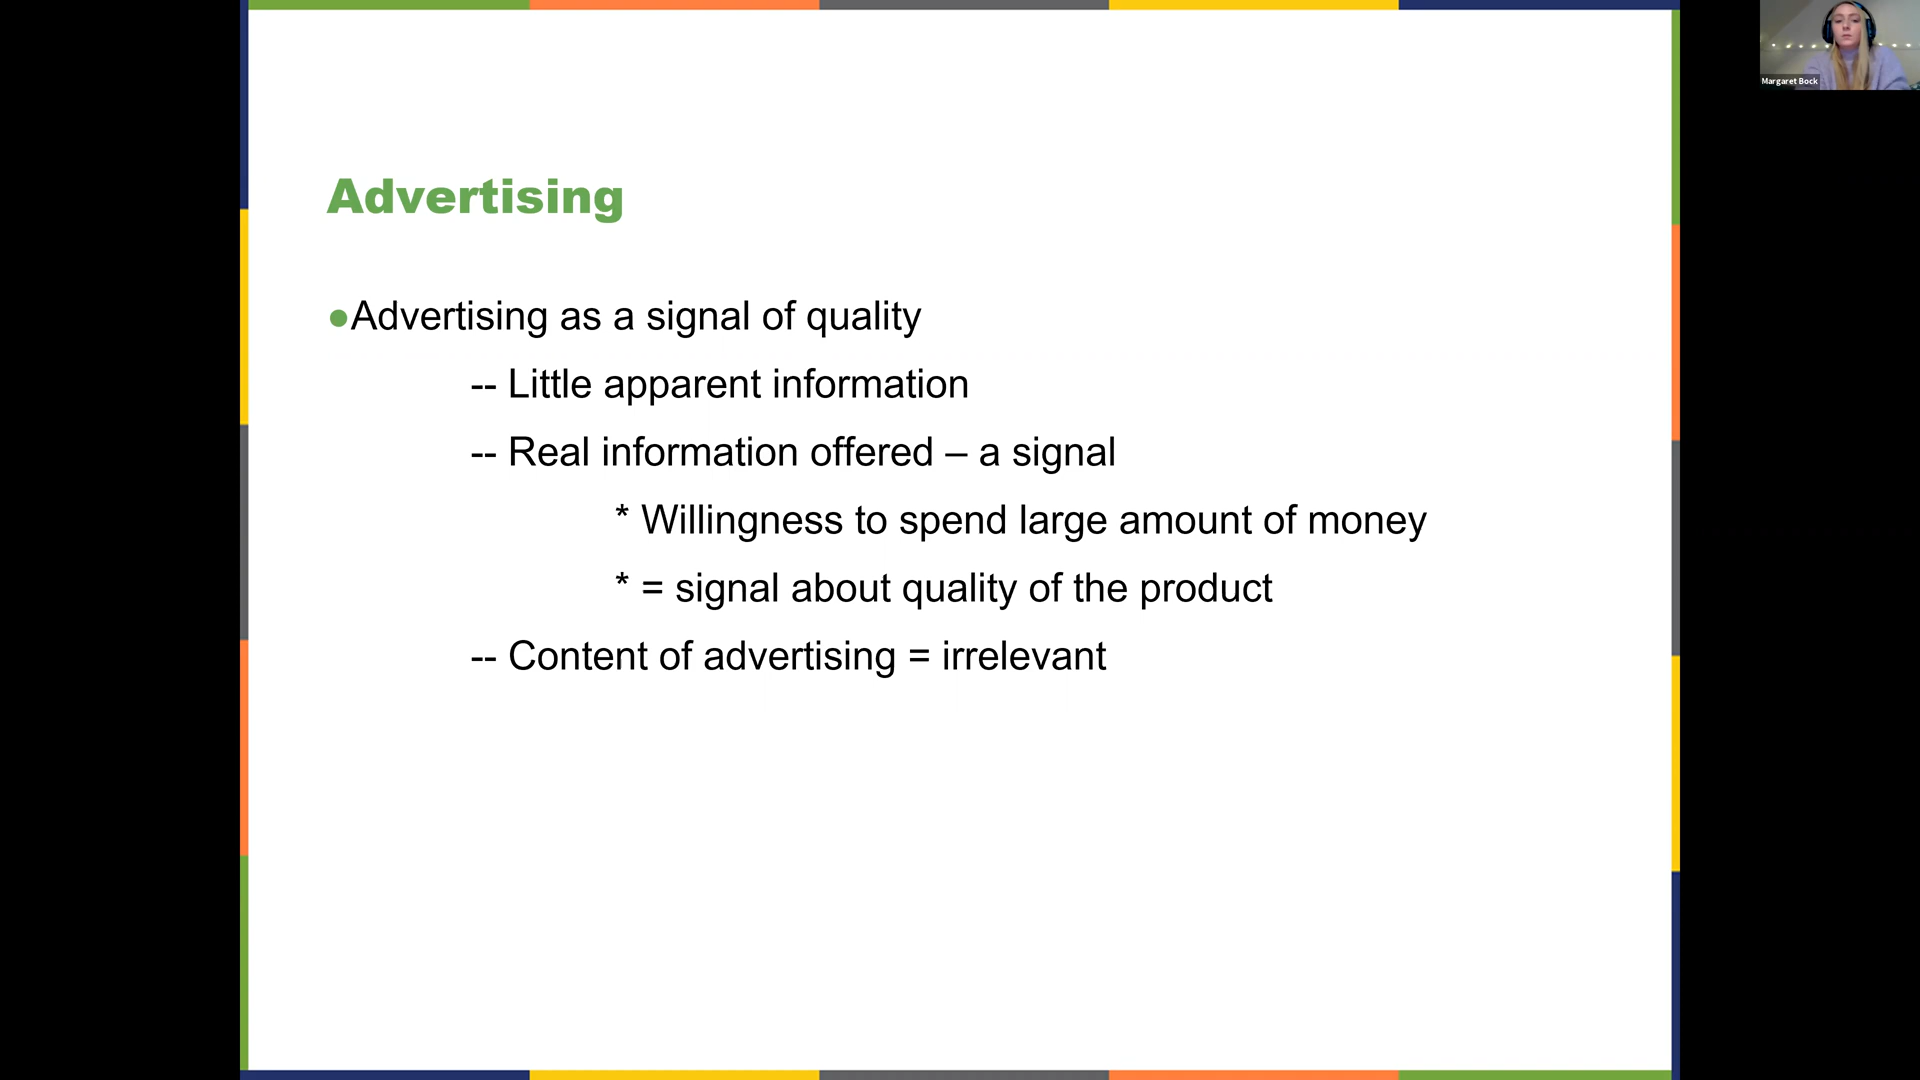 Margaret Bock
Advertising
●Advertising as a signal of quality
-- Little apparent information
-- Real information offered – a signal
* Willingness to spend large amount of money
* = signal about quality of the product
-- Content of advertising = irrelevant